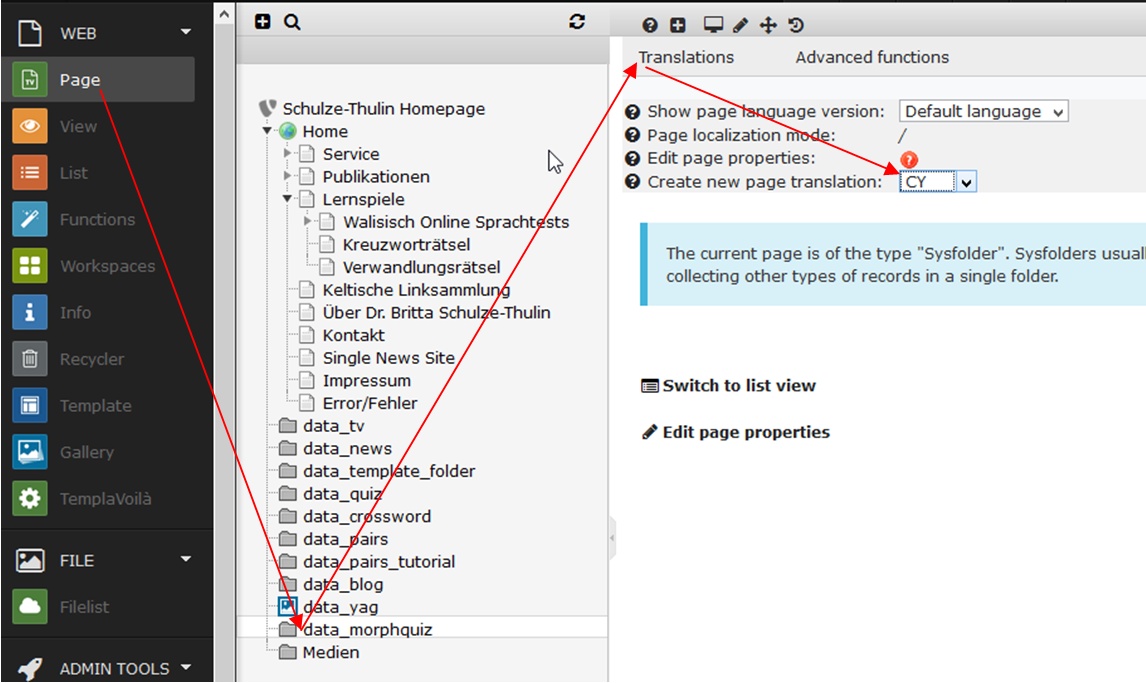 WEB
Page
View
List
Functions
Workspaces
Info
Recycler
Template
Gallery
TemplaVoilà
FILE
Filelist
ADMIN TOOLS
Schulze-Thulin Homepage
Home
Service
Publikationen
Lernspiele
Walisisch Online Sprachtests
Kreuzworträtsel
Verwandlungsrätsel
Keltische Linksammlung
Über Dr. Britta Schulze-Thulin
Kontakt
Single News Site
Impressum
Error/Fehler
data_tv
data_news
data_template_folder
data_quiz
data_crossword
data_pairs
data_pairs_tutorial
data_blog
data_yag
data_morphquiz
Medien
Translations Advanced functions
Show page language version: Default language
Page localization mode: /
Edit page properties:
Create new page translation: CY
The current page is of the type "Sysfolder". Sysfolders usuall
collecting other types of records in a single folder.
Switch to list view
Edit page properties